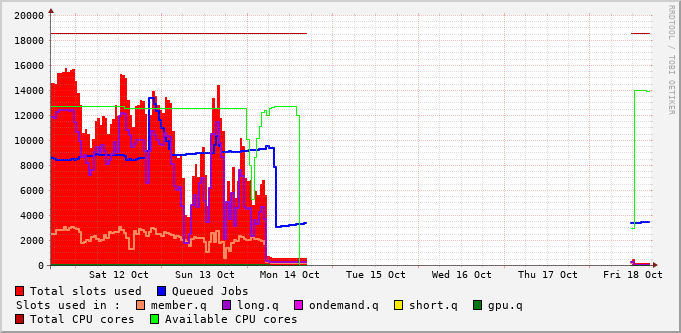 20000
18000
16000
14000
12000
10000
8000
6000
4000
2000
0
Sat 12 Oct Sun 13 Oct Mon 14 Oct Tue 15 Oct Wed 16 Oct Thu 17 Oct Fri 18 Oct
RRDTOOL / TOBI OETIKER
Total slots used Queued Jobs
Slots used in : member.q long.q ondemand.q short.q gpu.q
Total CPU cores Available CPU cores